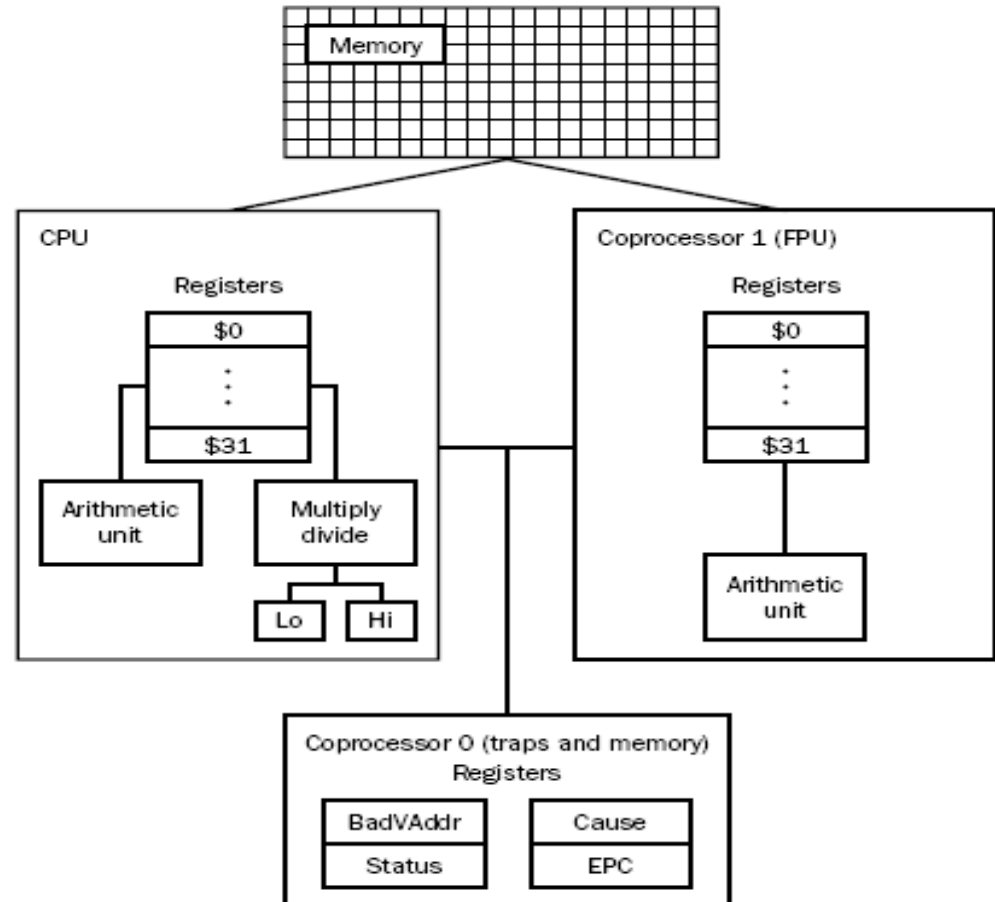 Memory
CPU
Registers
$0
$31
Arithmetic
unit
Multiply
divide
Lo
Hi
Coprocessor 1 (FPU)
Registers
$0
$31
Arithmetic
unit
Coprocessor 0 (traps and memory)
Registers
BadVAddr
Cause
Status
EPC